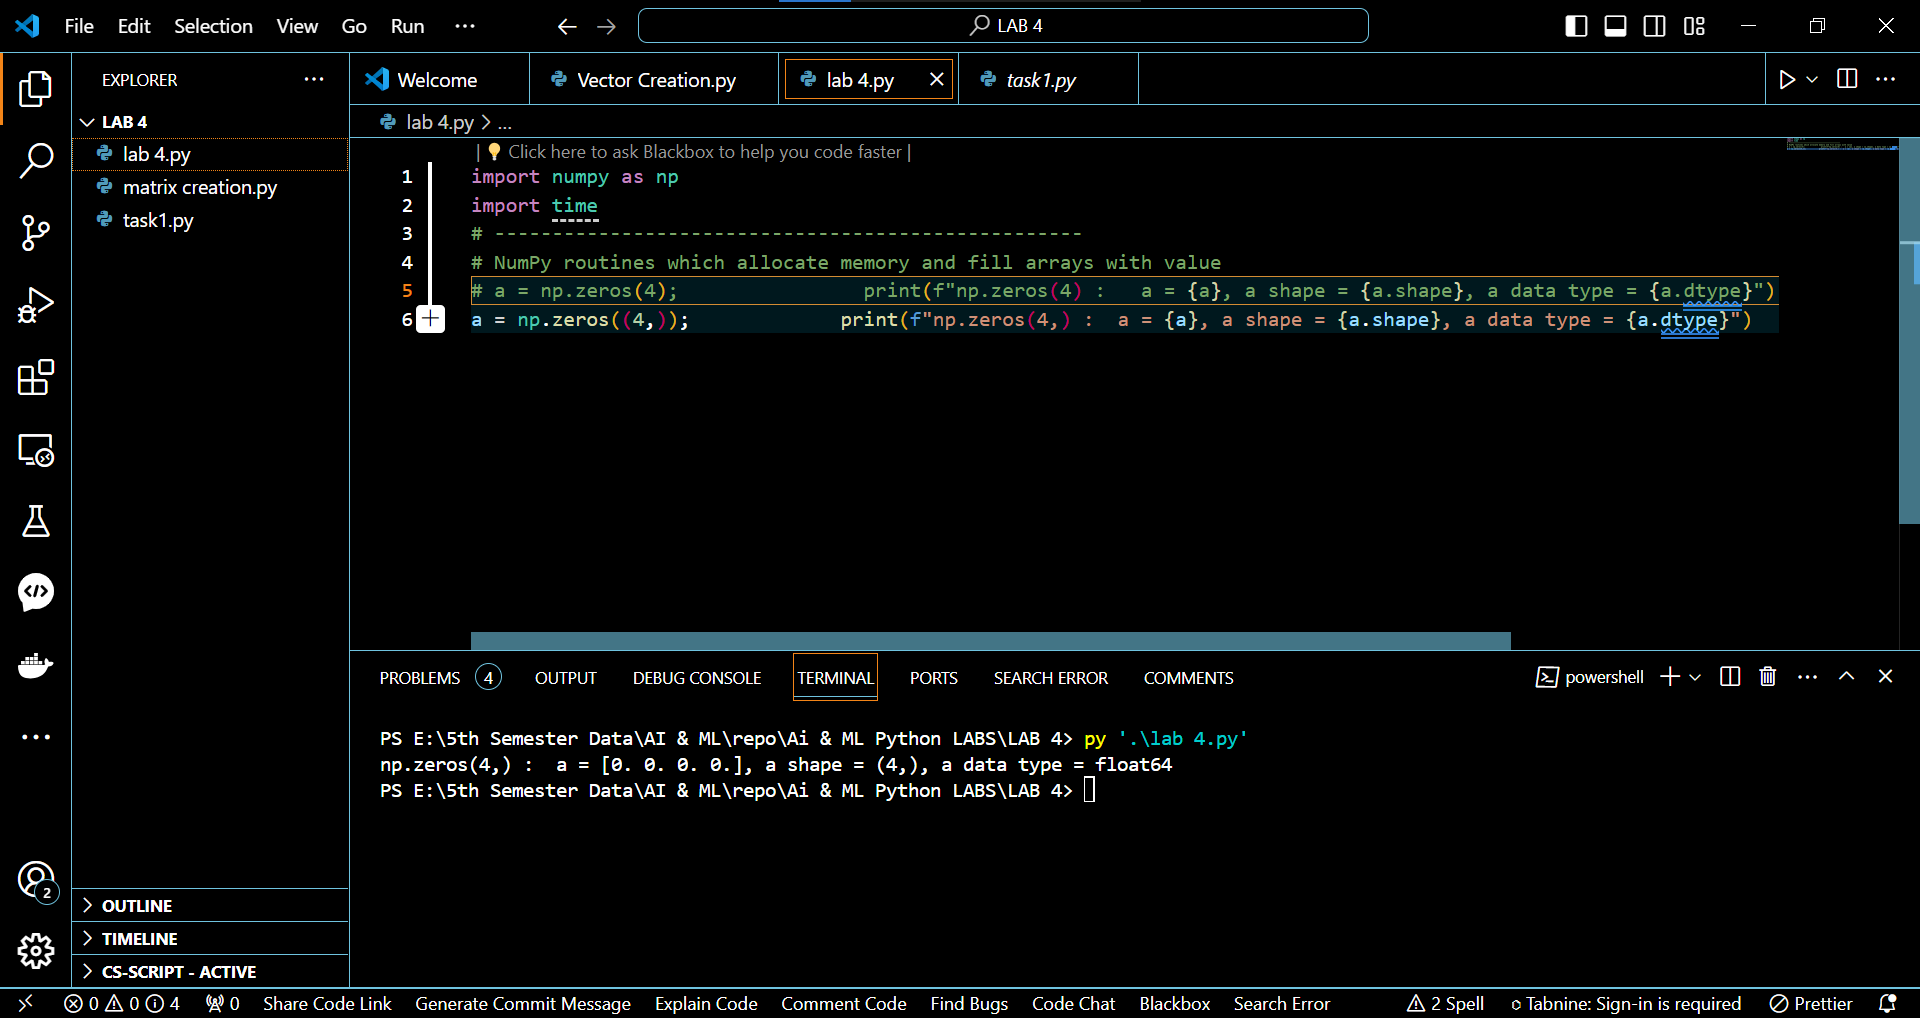 File Edit Selection View Go Run ··· LAB 4
EXPLORER ···
LAB 4
lab 4.py
matrix creation.py
task1.py
Welcome Vector Creation.py lab 4.py task1.py
lab 4.py > ...
| 💡 Click here to ask Blackbox to help you code faster |
1 import numpy as np
2 import time
3 # ---------------------------------------------------
4 # NumPy routines which allocate memory and fill arrays with value
5 # a = np.zeros(4);                print(f"np.zeros(4) :   a = {a}, a shape = {a.shape}, a data type = {a.dtype}")
6 a = np.zeros((4,));             print(f"np.zeros(4,) :  a = {a}, a shape = {a.shape}, a data type = {a.dtype}")
PROBLEMS 4 OUTPUT DEBUG CONSOLE TERMINAL PORTS SEARCH ERROR COMMENTS powershell
PS E:\5th Semester Data\AI & ML\repo\Ai & ML Python LABS\LAB 4> py '.\lab 4.py'
np.zeros(4,) :  a = [0. 0. 0. 0.], a shape = (4,), a data type = float64
PS E:\5th Semester Data\AI & ML\repo\Ai & ML Python LABS\LAB 4>
2
OUTLINE
TIMELINE
CS-SCRIPT - ACTIVE
0 0 4 0 Share Code Link Generate Commit Message Explain Code Comment Code Find Bugs Code Chat Blackbox Search Error 2 Spell Tabnine: Sign-in is required Prettier